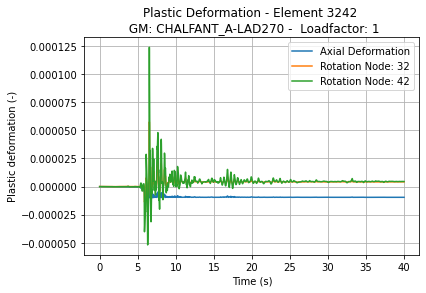 Plastic Deformation - Element 3242
GM: CHALFANT_A-LAD270 - Loadfactor: 1
Axial Deformation
Rotation Node: 32
Rotation Node: 42
Plastic deformation (-)
0.000125
0.000100
0.000075
0.000050
0.000025
0.000000
−0.000025
−0.000050
0 5 10 15 20 25 30 35 40
Time (s)